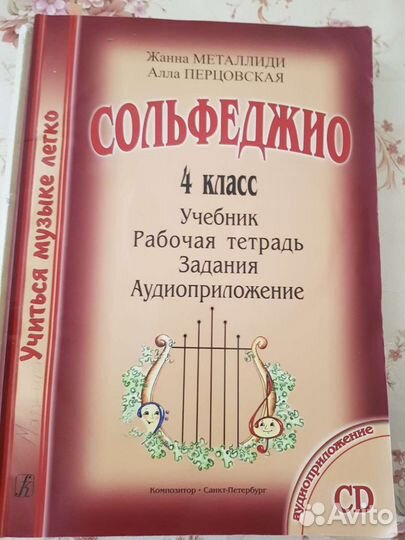 Жанна МЕТАЛЛИДИ
Алла ПЕРЦОВСКАЯ
СОЛЬФЕДЖИО
4 класс
Учебник
Рабочая тетрадь
Задания
Аудиоприложение
Учиться музыке легко
Композитор • Санкт-Петербург
аудиоприложение
CD
Avito